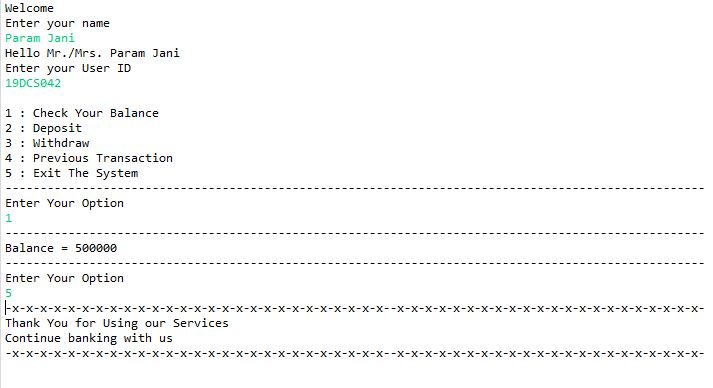 Welcome
Enter your name
Param Jani
Hello Mr./Mrs. Param Jani
Enter your User ID
19DCS042

1 : Check Your Balance
2 : Deposit
3 : Withdraw
4 : Previous Transaction
5 : Exit The System
----------------------------------------------------------------------------------------------------
Enter Your Option
1
----------------------------------------------------------------------------------------------------
Balance = 500000
----------------------------------------------------------------------------------------------------
Enter Your Option
5
-x-x-x-x-x-x-x-x-x-x-x-x-x-x-x-x-x-x-x-x-x-x-x-x-x-x-x--x-x-x-x-x-x-x-x-x-x-x-x-x-x-x-x-x-x-x-x-x-x-
Thank You for Using our Services
Continue banking with us
-x-x-x-x-x-x-x-x-x-x-x-x-x-x-x-x-x-x-x-x-x-x-x-x-x-x-x--x-x-x-x-x-x-x-x-x-x-x-x-x-x-x-x-x-x-x-x-x-x-